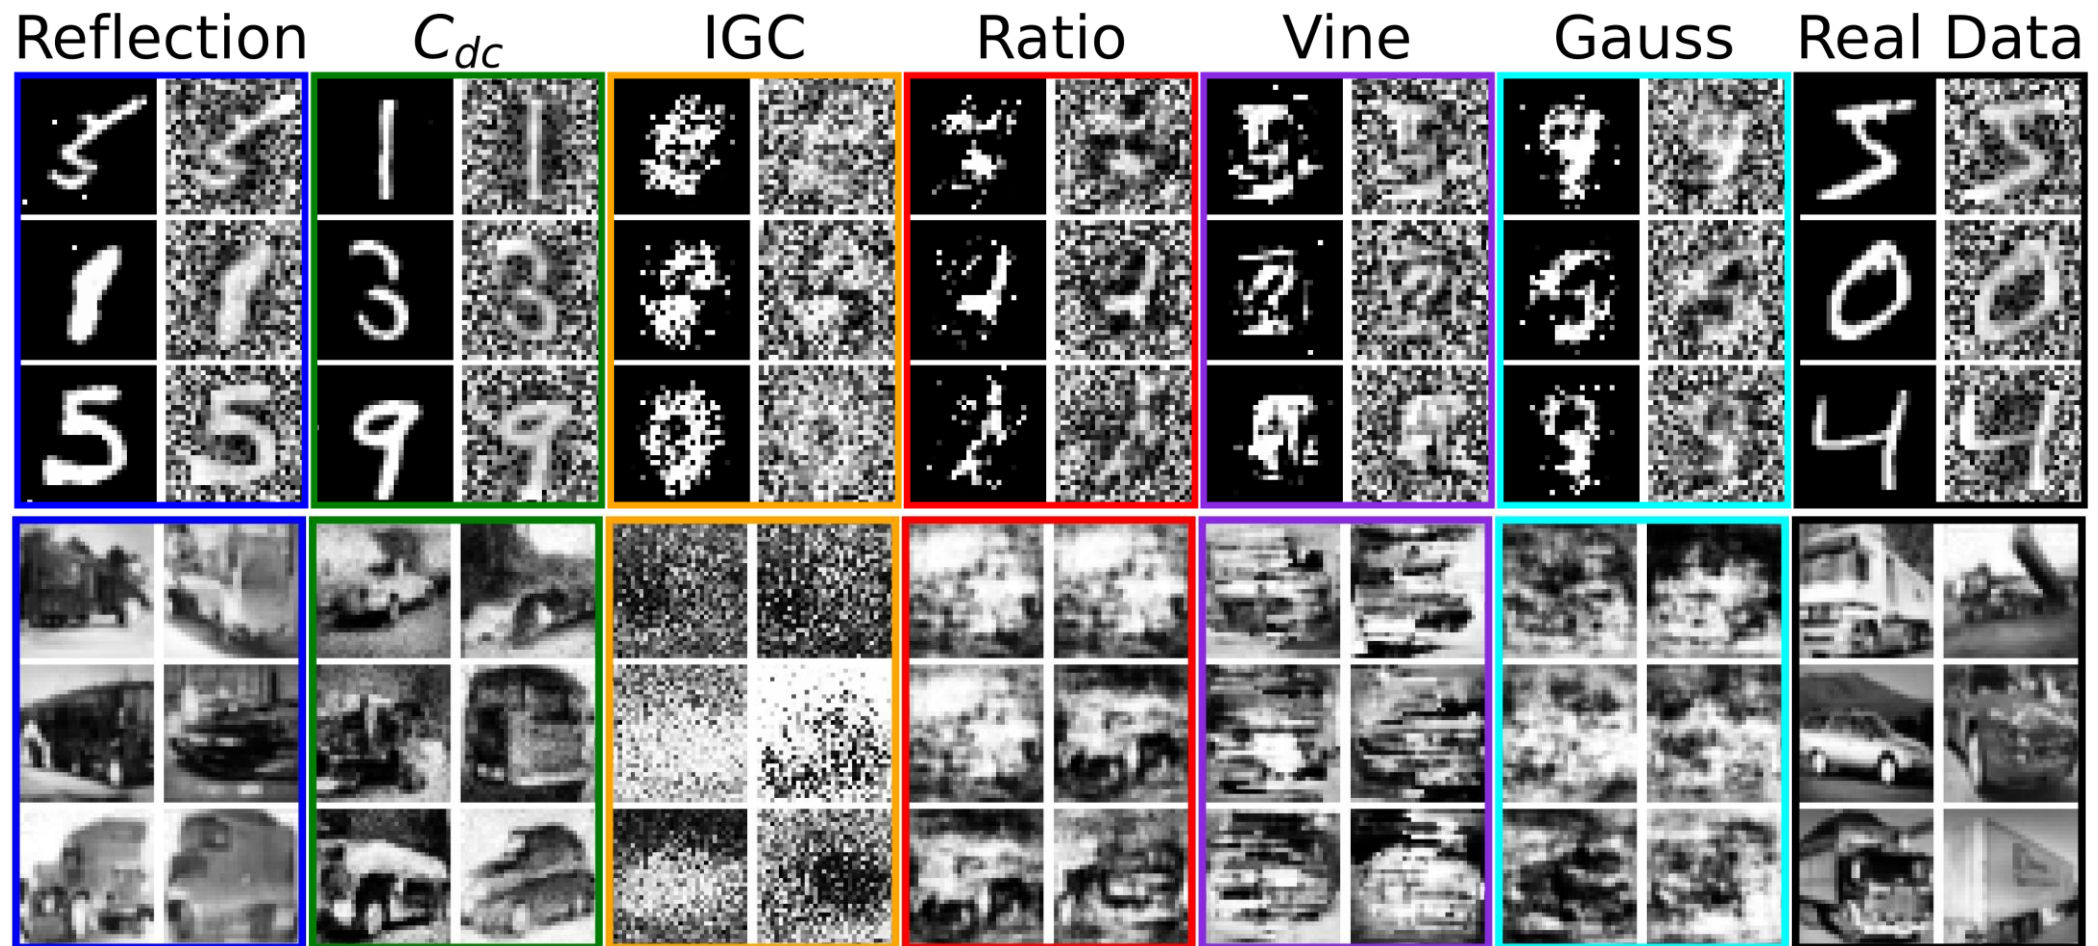 Reflection C_dc IGC Ratio Vine Gauss Real Data